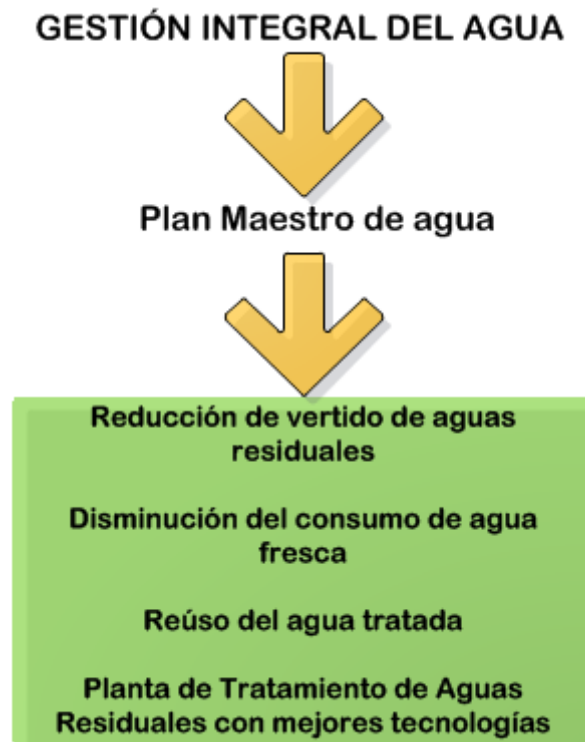 GESTIÓN INTEGRAL DEL AGUA
Plan Maestro de agua
Reducción de vertido de aguas
residuales
Disminución del consumo de agua
fresca
Reúso del agua tratada
Planta de Tratamiento de Aguas
Residuales con mejores tecnologías